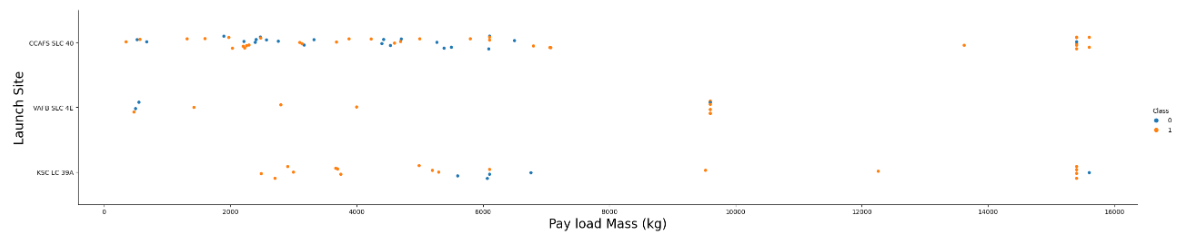 Launch Site
CCAFS SLC 40
VAFB SLC 4E
KSC LC 39A
0 2000 4000 6000 8000 10000 12000 14000 16000
Pay load Mass (kg)
Class
0
1